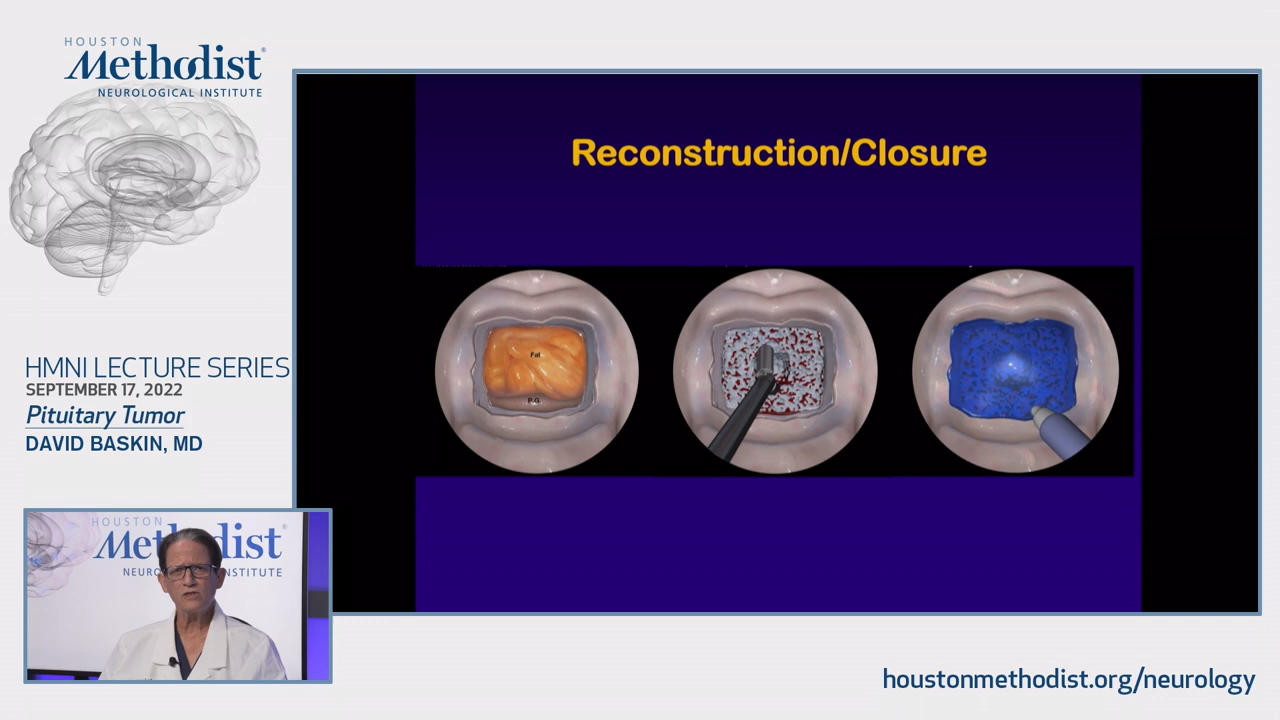 HOUSTON
Methodist®
NEUROLOGICAL INSTITUTE
Reconstruction/Closure
Fat
P.G.
HMNI LECTURE SERIES
SEPTEMBER 17, 2022
Pituitary Tumor
DAVID BASKIN, MD
HOUSTON
Methodist®
INSTITUTE
houstonmethodist.org/neurology